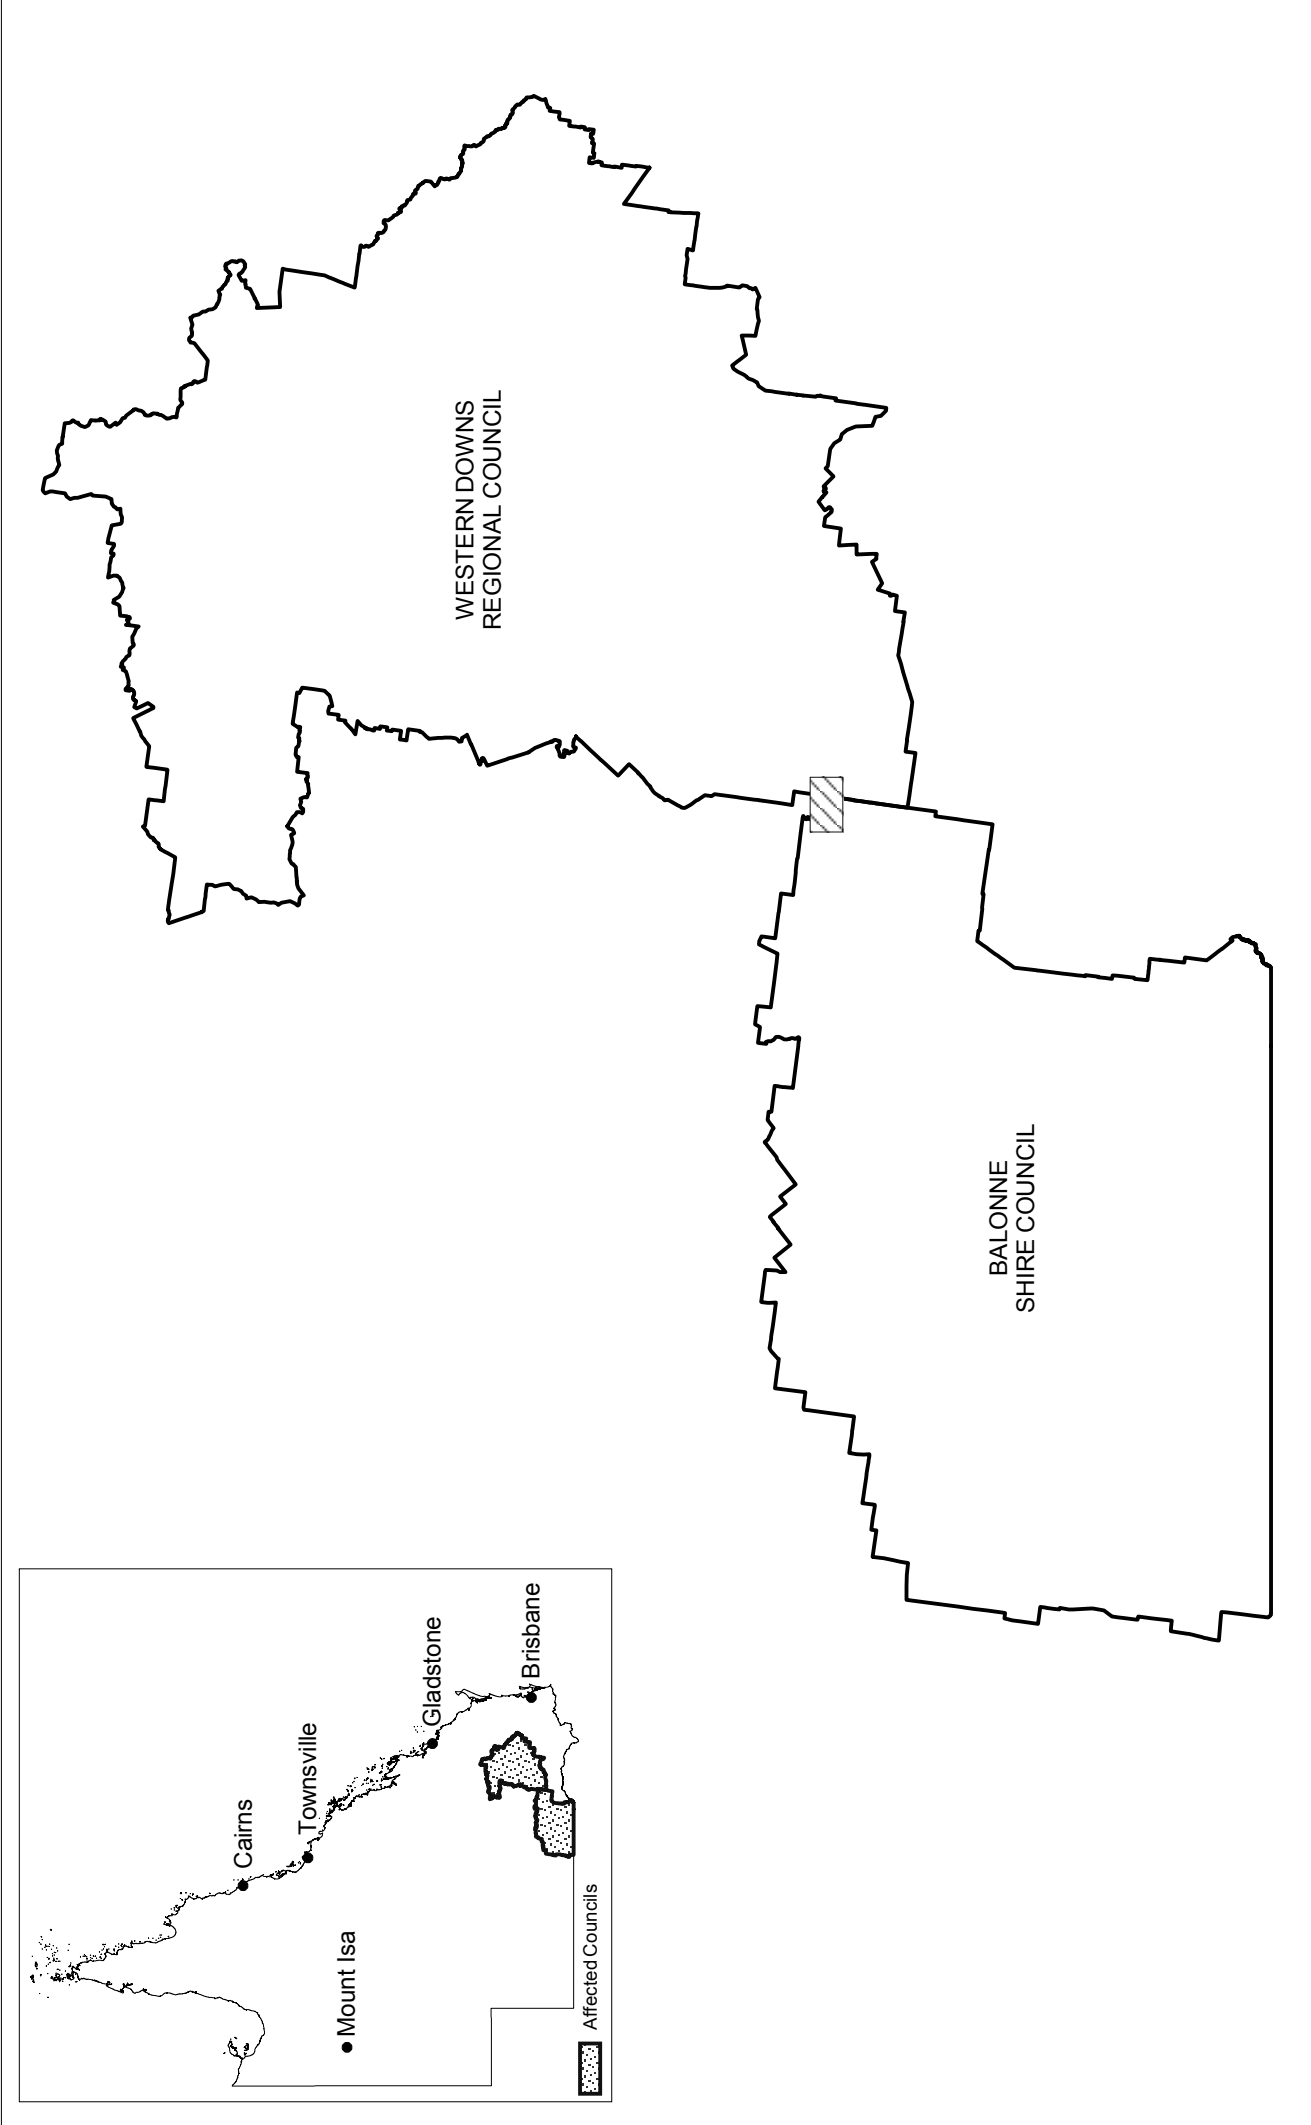 WESTERN DOWNS
REGIONAL COUNCIL
BALONNE
SHIRE COUNCIL
Cairns
Townsville
Mount Isa
Gladstone
Brisbane
Affected Councils